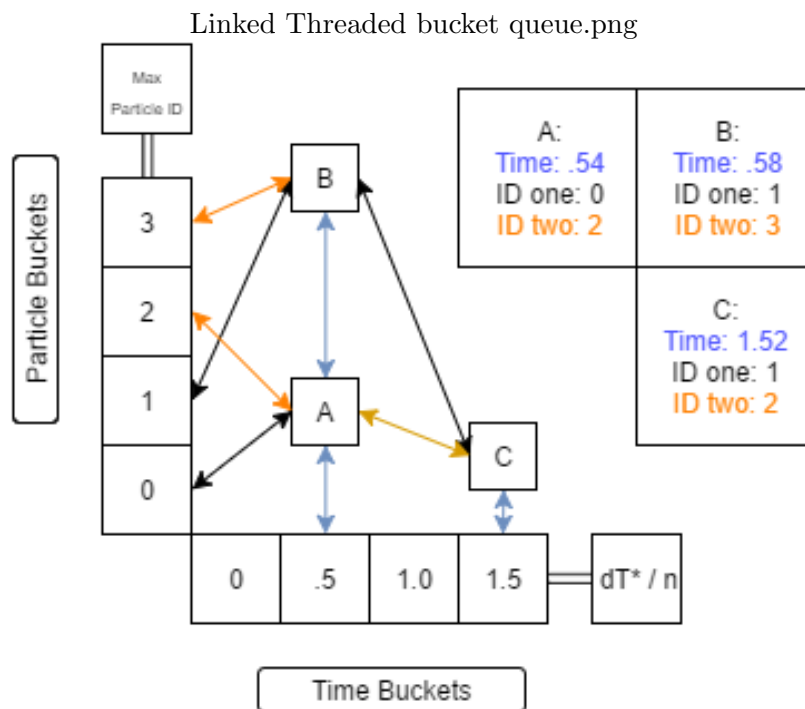 Linked Threaded bucket queue.png
Max
Particle ID
Particle Buckets
3
2
1
0
B
A
C
A:
Time: .54
ID one: 0
ID two: 2
B:
Time: .58
ID one: 1
ID two: 3
C:
Time: 1.52
ID one: 1
ID two: 2
0
.5
1.0
1.5
dT* / n
Time Buckets